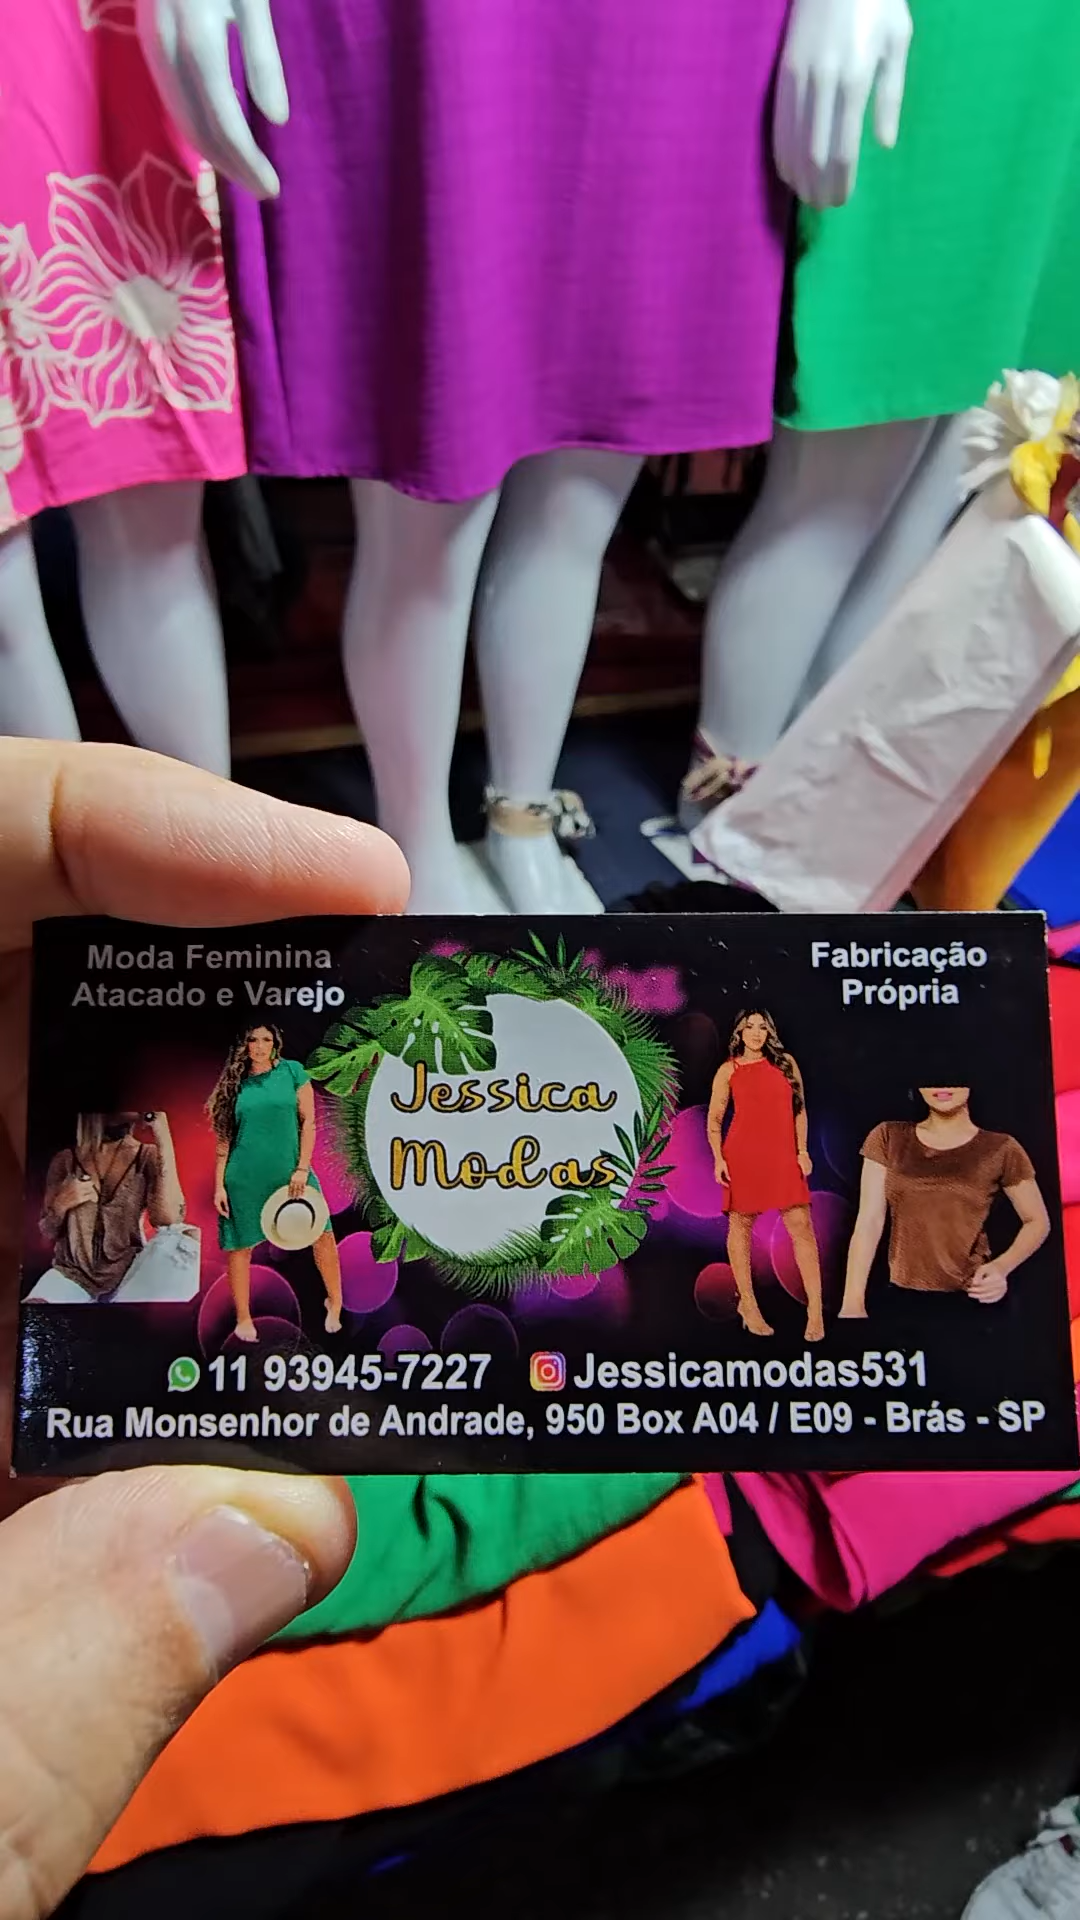 Moda Feminina
Atacado e Varejo
Fabricação
Própria
Jessica
Modas
11 93945-7227 Jessicamodas531
Rua Monsenhor de Andrade, 950 Box A04 / E09 - Brás - SP